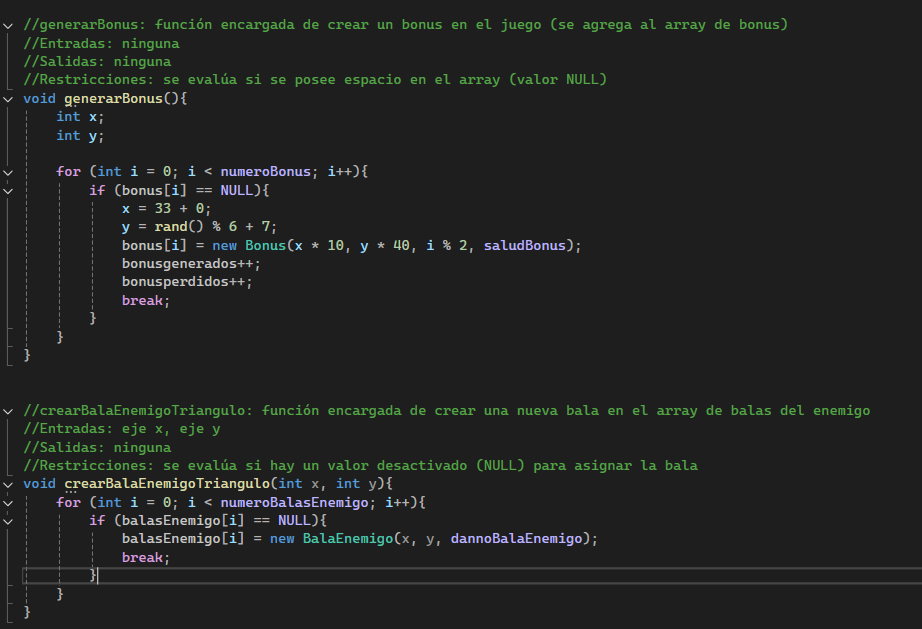 //generarBonus: función encargada de crear un bonus en el juego (se agrega al array de bonus)
//Entradas: ninguna
//Salidas: ninguna
//Restricciones: se evalúa si se posee espacio en el array (valor NULL)
void generarBonus(){
    int x;
    int y;

    for (int i = 0; i < numeroBonus; i++){
        if (bonus[i] == NULL){
            x = 33 + 0;
            y = rand() % 6 + 7;
            bonus[i] = new Bonus(x * 10, y * 40, i % 2, saludBonus);
            bonusgenerados++;
            bonusperdidos++;
            break;
        }
    }
}

//crearBalaEnemigoTriangulo: función encargada de crear una nueva bala en el array de balas del enemigo
//Entradas: eje x, eje y
//Salidas: ninguna
//Restricciones: se evalúa si hay un valor desactivado (NULL) para asignar la bala
void crearBalaEnemigoTriangulo(int x, int y){
    for (int i = 0; i < numeroBalasEnemigo; i++){
        if (balasEnemigo[i] == NULL){
            balasEnemigo[i] = new BalaEnemigo(x, y, dannoBalaEnemigo);
            break;
        }
    }
}